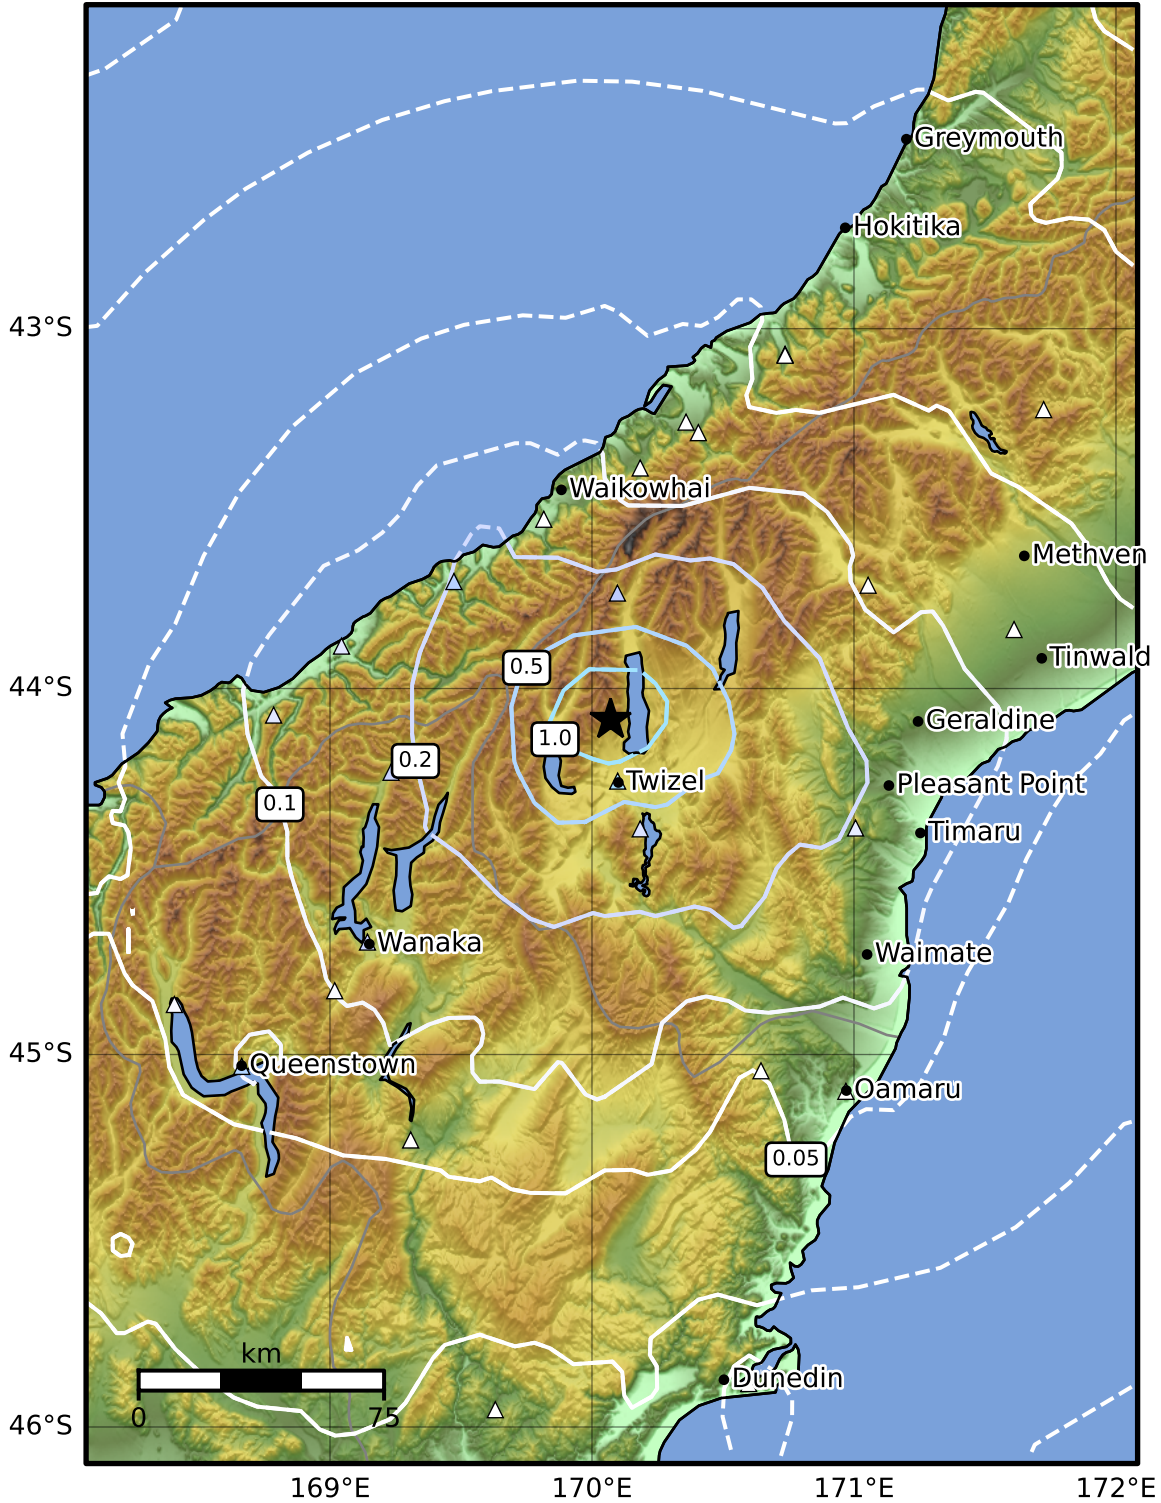 Greymouth
Hokitika
43°S
Waikowhai
Methven
Tinwald
0.5
44°S
Geraldine
1.0
0.2
Twizel
Pleasant Point
0.1
Timaru
Wanaka
Waimate
45°S
Queenstown
Oamaru
0.05
km
Dunedin
0 75
46°S
169°E 170°E 171°E 172°E